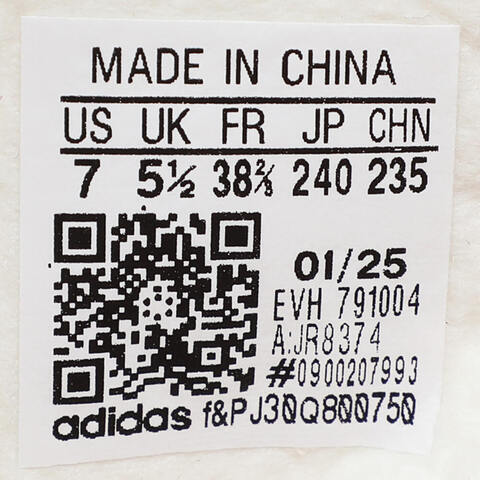 MADE IN CHINA
US UK FR JP CHN
7 5½ 38⅔ 240 235
01/25
EVH 791004
A:JR8374
#0900207993
adidas f&PJ30Q800750